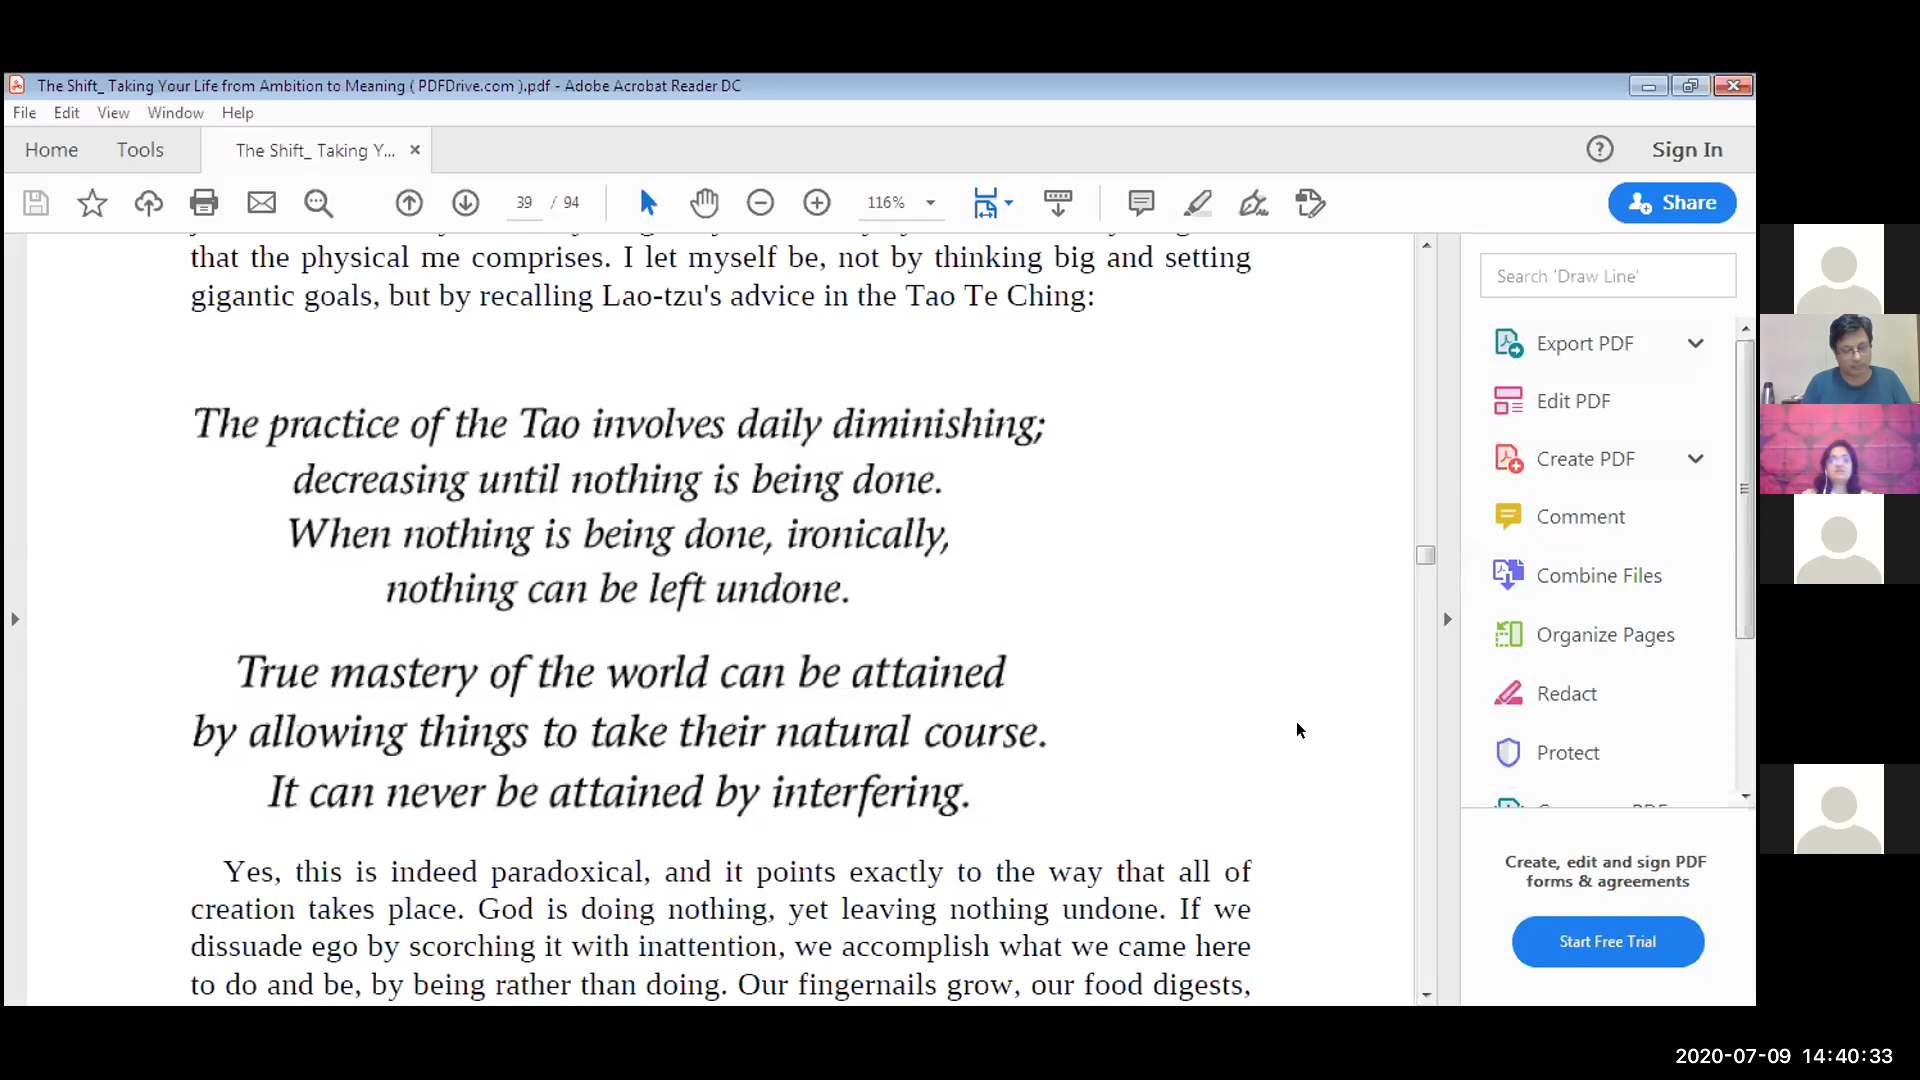 The Shift_ Taking Your Life from Ambition to Meaning ( PDFDrive.com ).pdf - Adobe Acrobat Reader DC
File Edit View Window Help
Home Tools The Shift_ Taking Y... Sign In
39 / 94 116% Share
that the physical me comprises. I let myself be, not by thinking big and setting
gigantic goals, but by recalling Lao-tzu's advice in the Tao Te Ching:
The practice of the Tao involves daily diminishing;
decreasing until nothing is being done.
When nothing is being done, ironically,
nothing can be left undone.
True mastery of the world can be attained
by allowing things to take their natural course.
It can never be attained by interfering.
Yes, this is indeed paradoxical, and it points exactly to the way that all of
creation takes place. God is doing nothing, yet leaving nothing undone. If we
dissuade ego by scorching it with inattention, we accomplish what we came here
to do and be, by being rather than doing. Our fingernails grow, our food digests,
Search 'Draw Line'
Export PDF
Edit PDF
Create PDF
Comment
Combine Files
Organize Pages
Redact
Protect
Create, edit and sign PDF
forms & agreements
Start Free Trial
2020-07-09 14:40:33